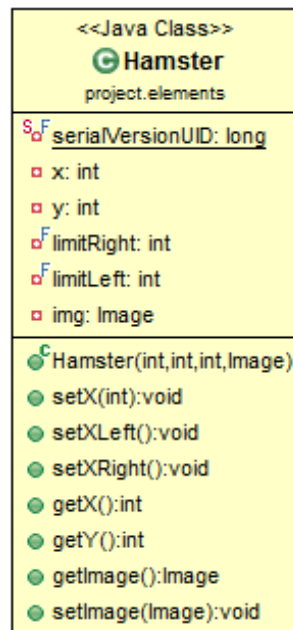 <<Java Class>>
C Hamster
project.elements
S F serialVersionUID: long
x: int
y: int
F limitRight: int
F limitLeft: int
img: Image
C Hamster(int,int,int,Image)
setX(int):void
setXLeft():void
setXRight():void
getX():int
getY():int
getImage():Image
setImage(Image):void